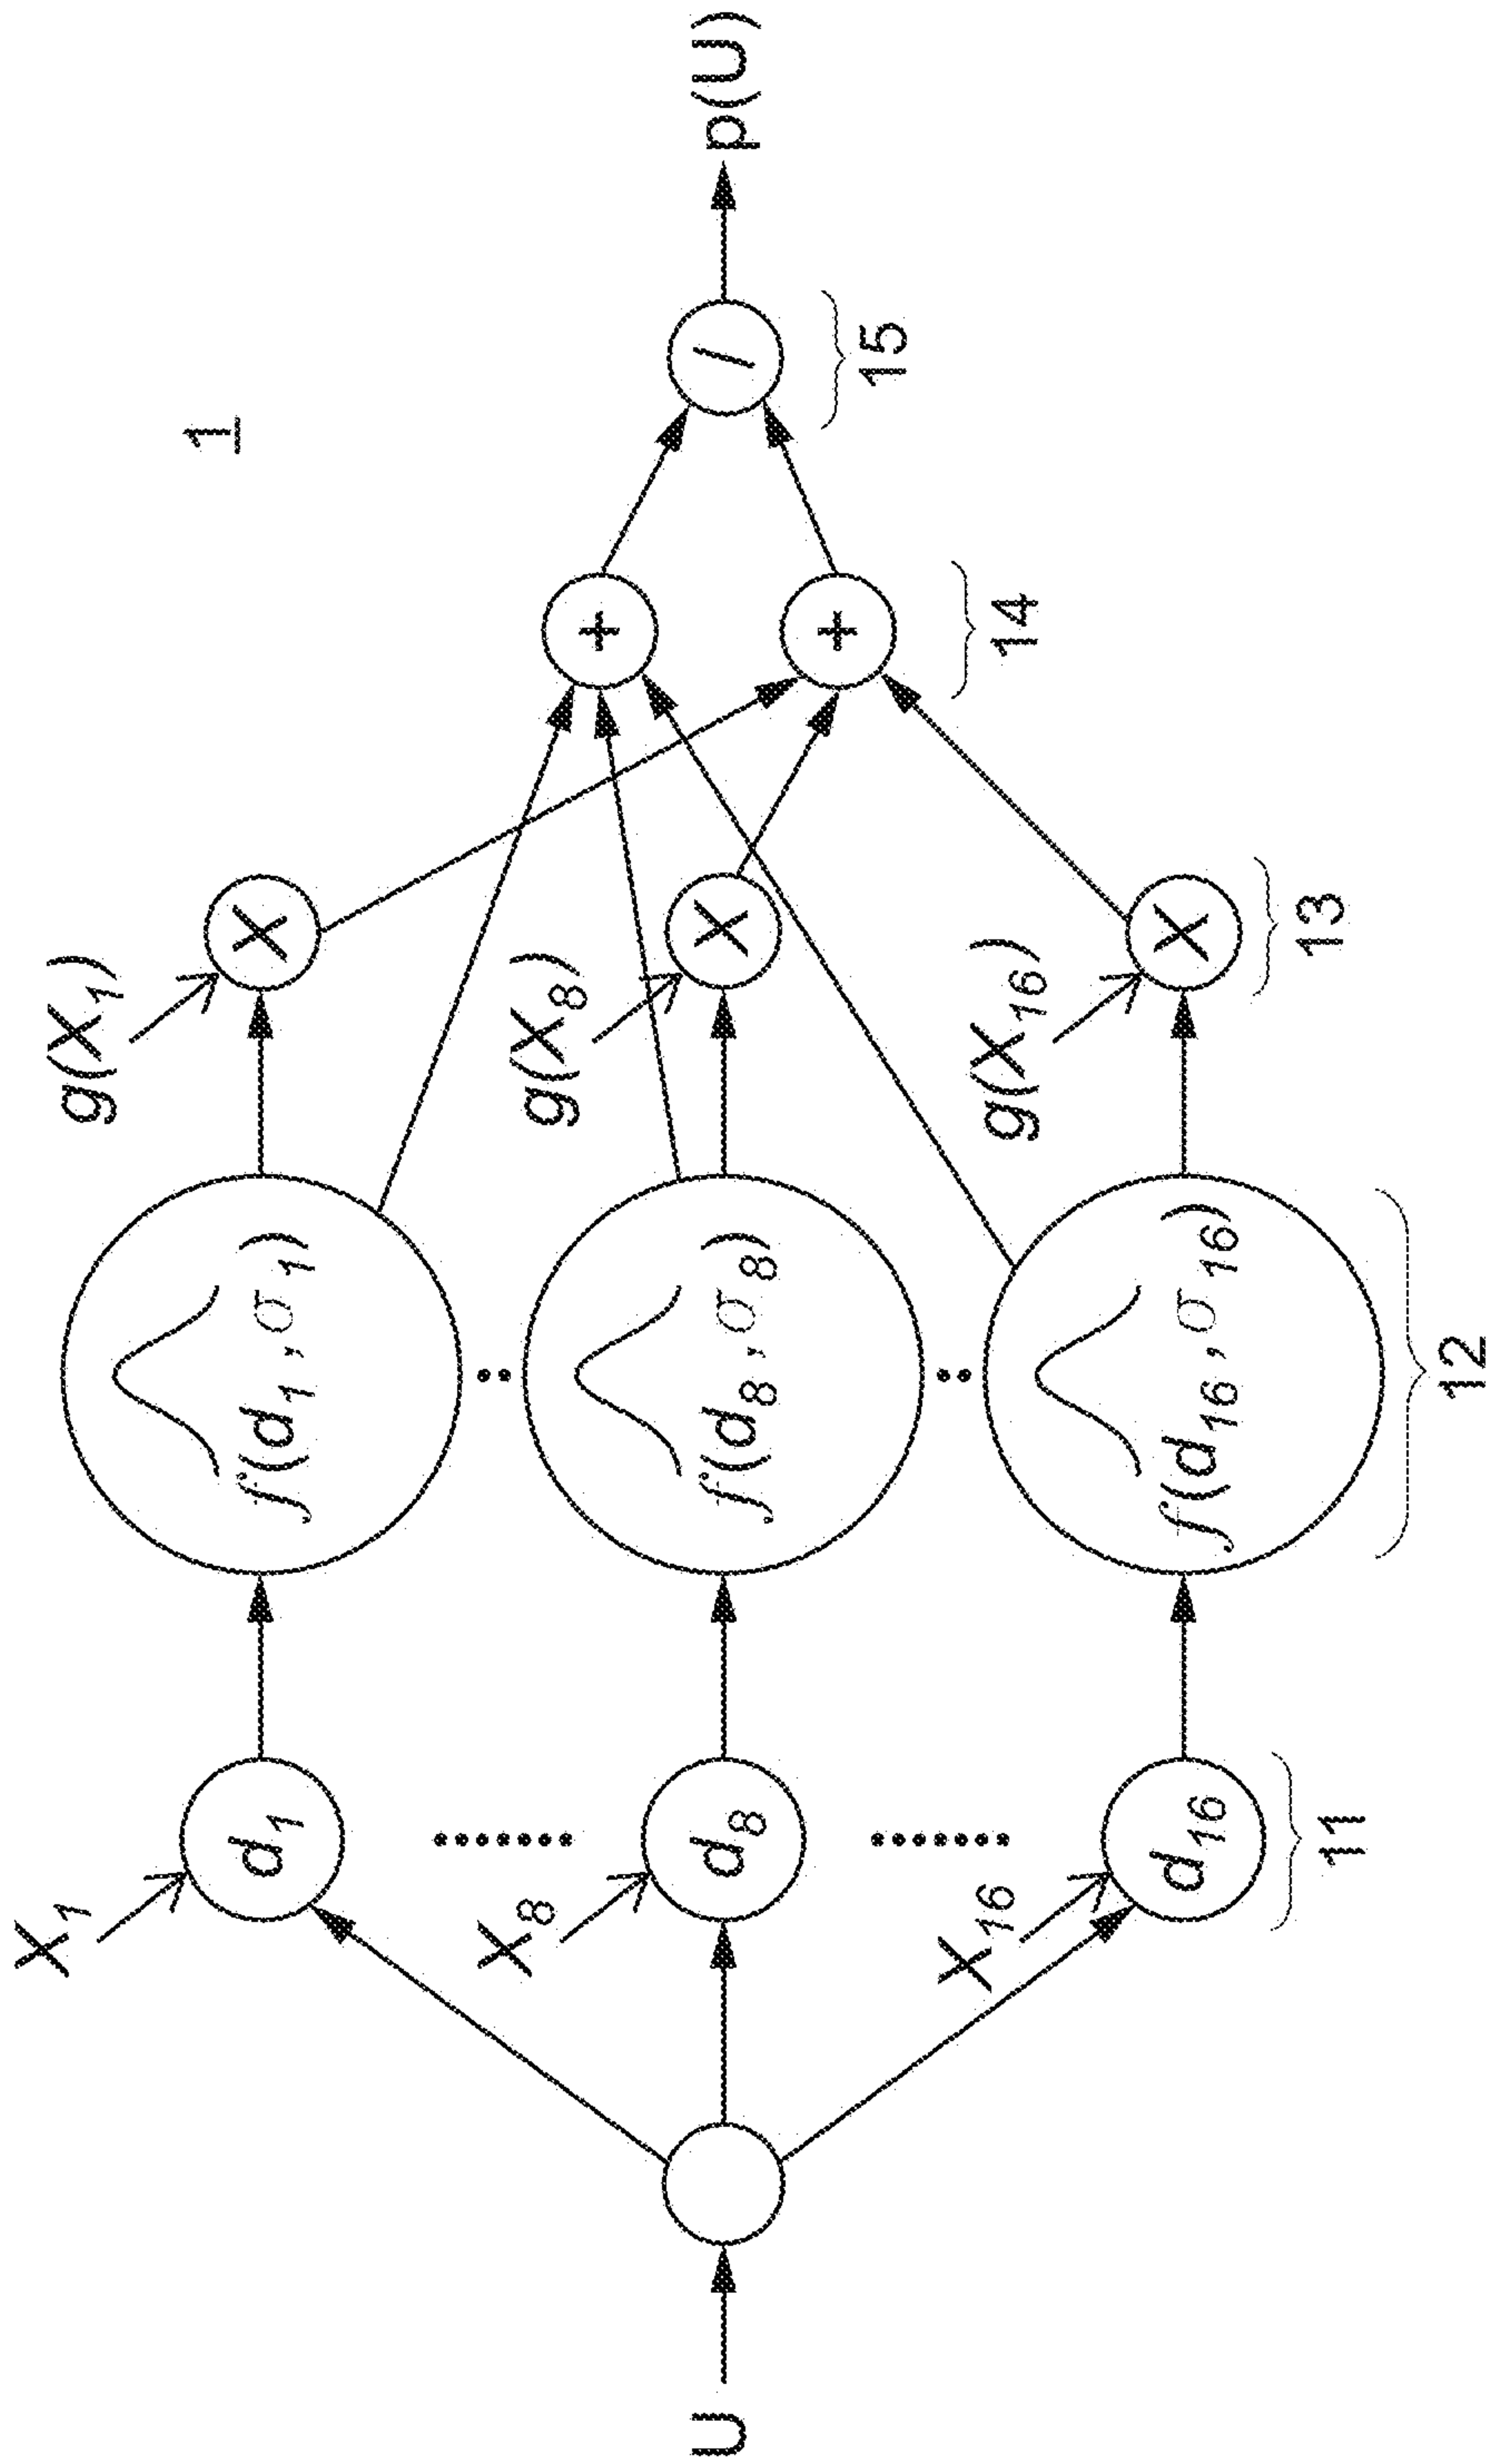 1
U
X1
d1
f(d1,σ1)
g(X1)
X
X8
d8
f(d8,σ8)
g(X8)
X
X16
d16
f(d16,σ16)
g(X16)
X
+
+
/
p(U)
11
12
13
14
15